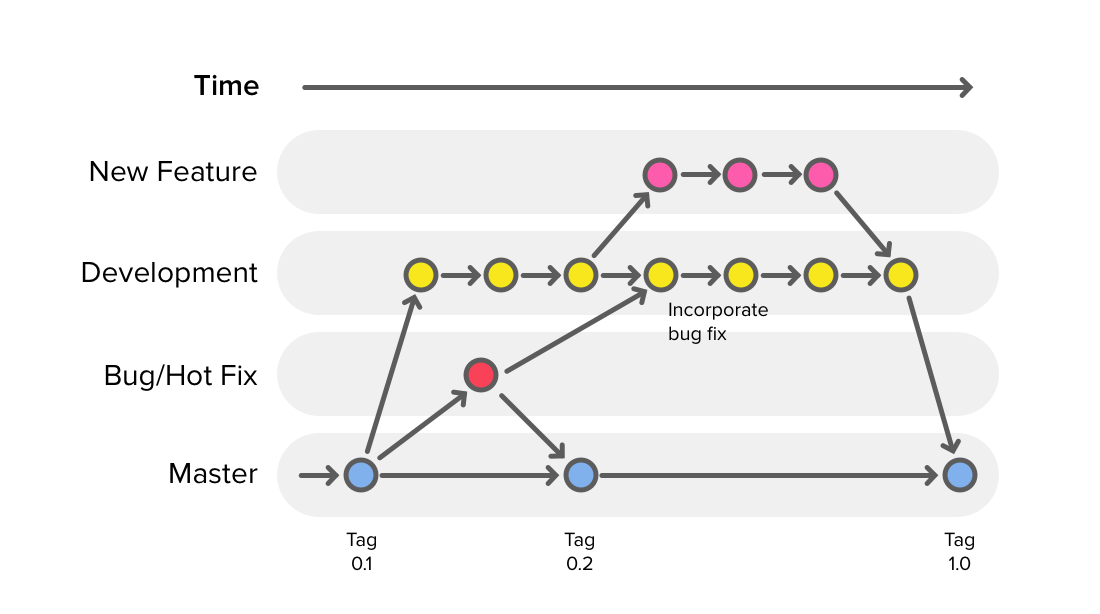 Time
New Feature
Development
Incorporate
bug fix
Bug/Hot Fix
Master
Tag
0.1
Tag
0.2
Tag
1.0